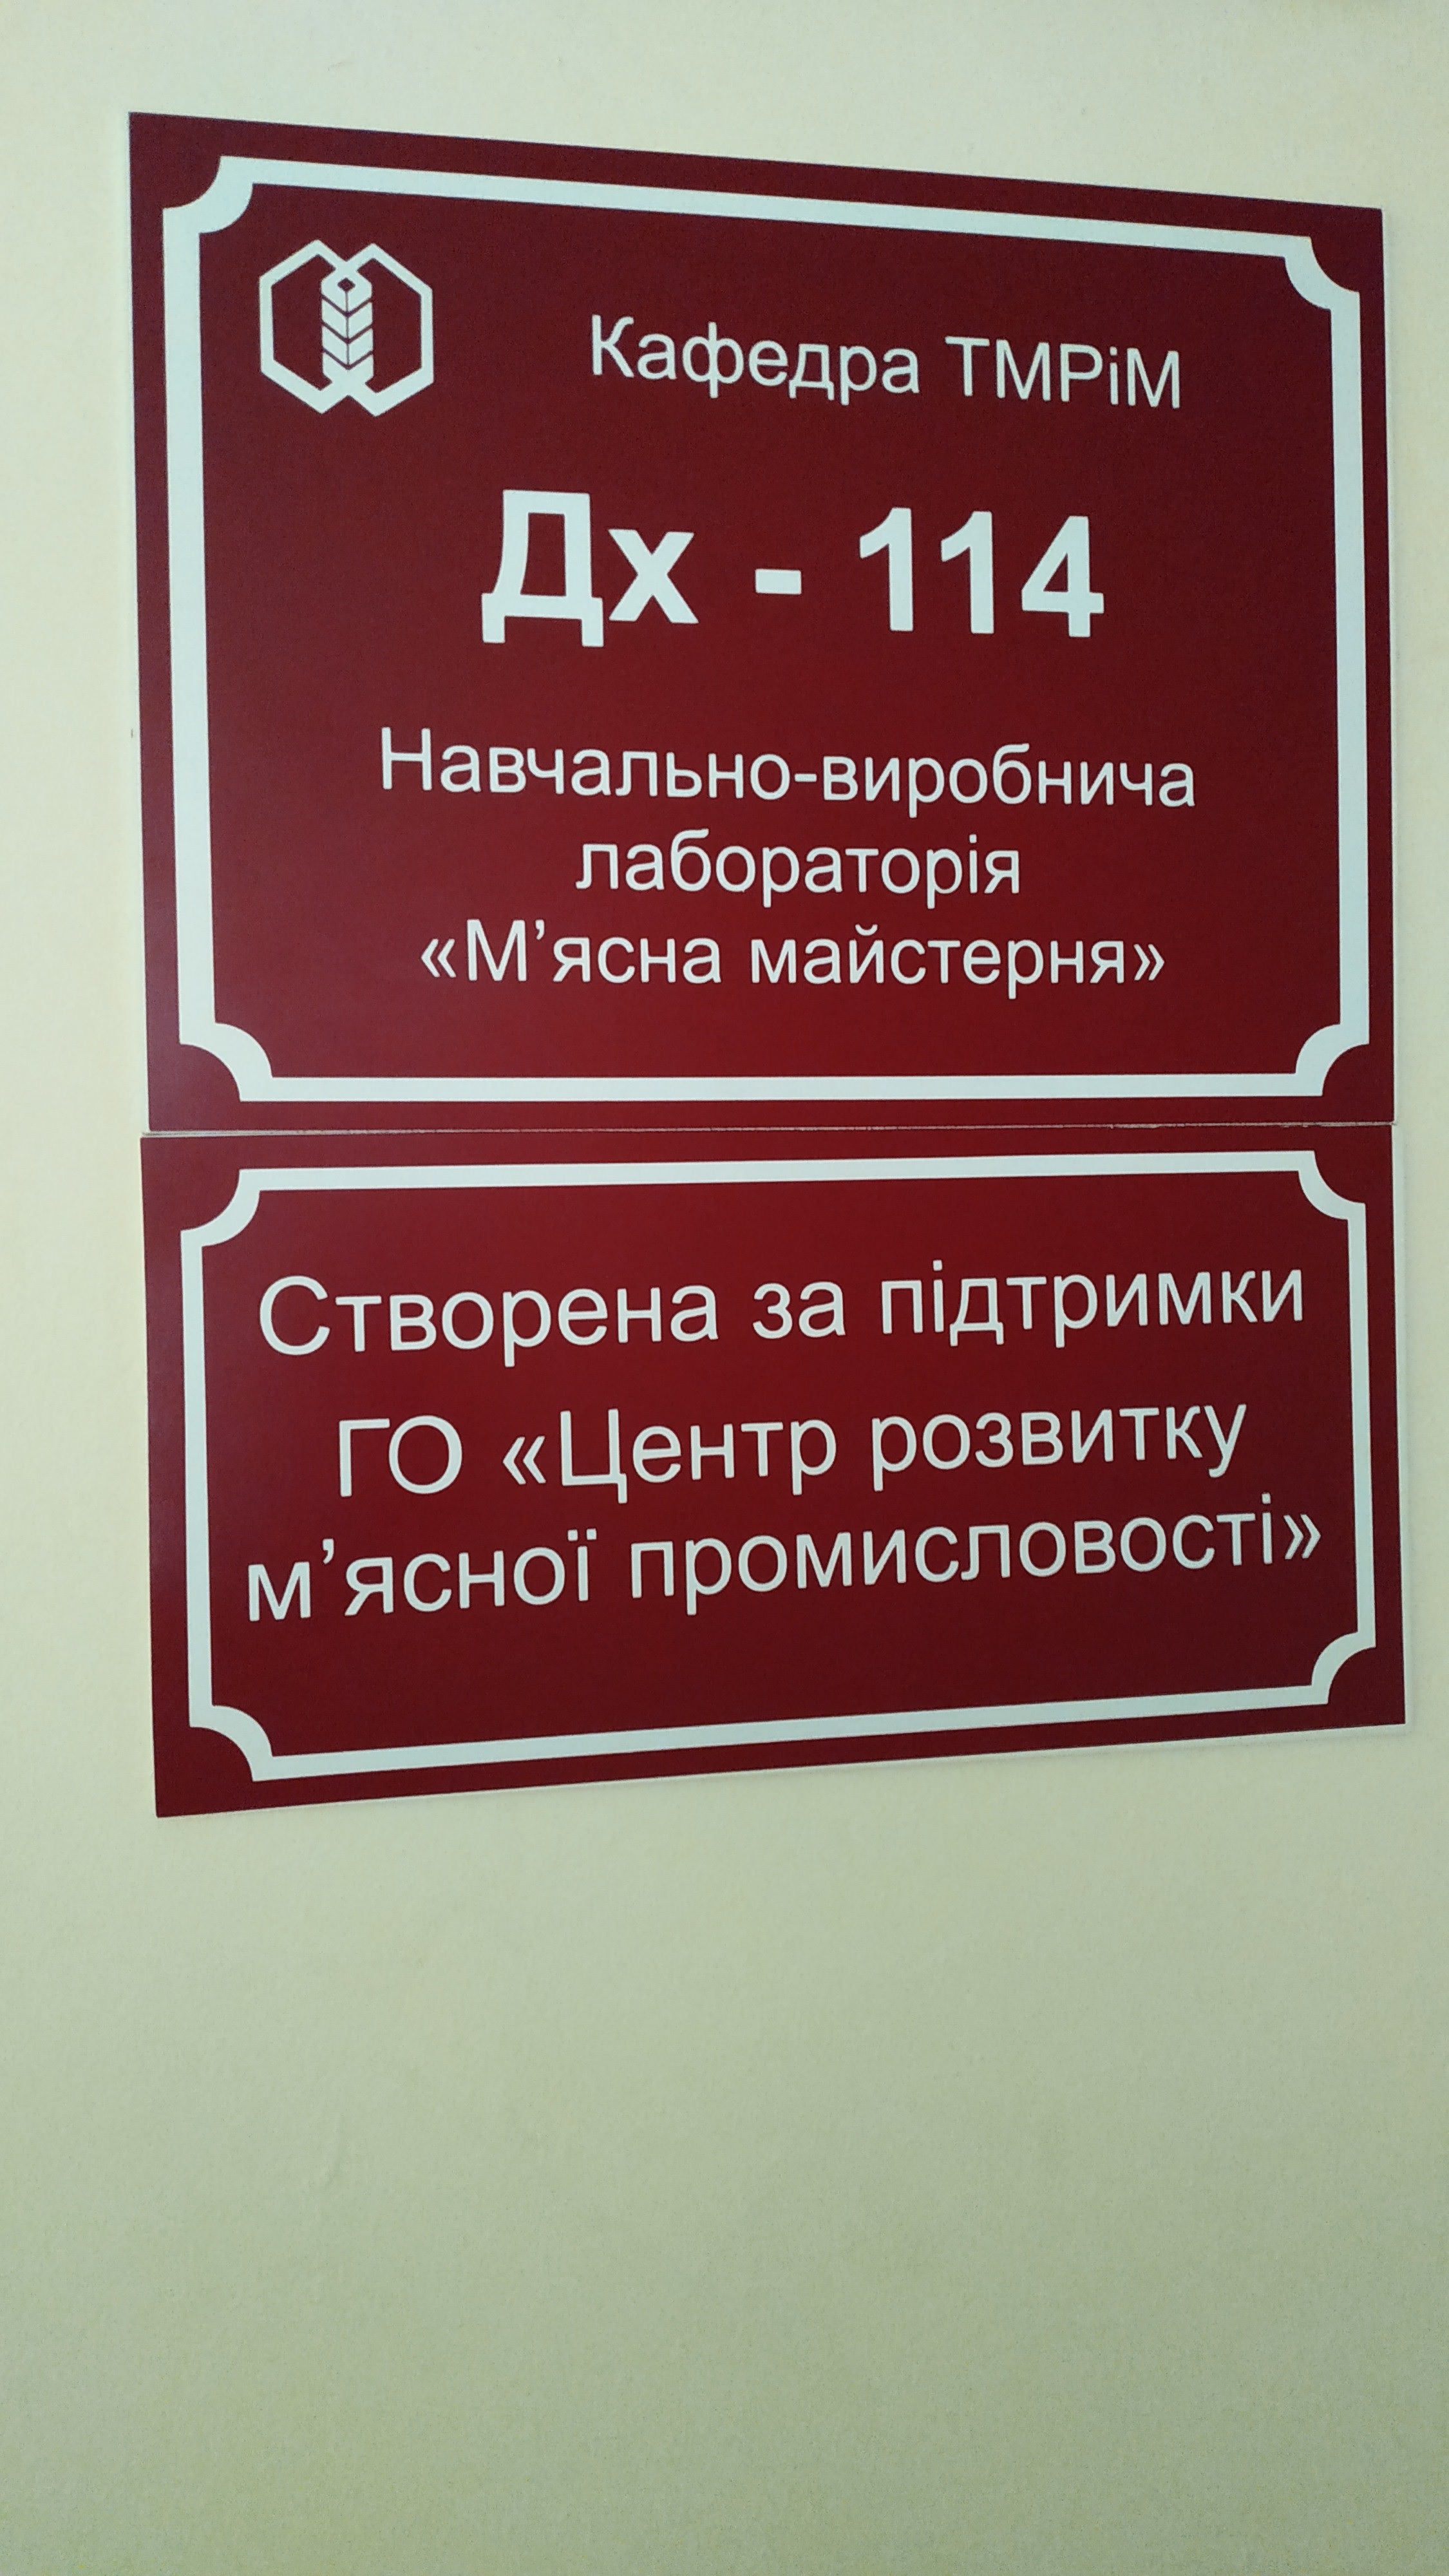 Кафедра ТМРіМ
Дх - 114
Навчально-виробнича
лабораторія
«М’ясна майстерня»
Створена за підтримки
ГО «Центр розвитку
м’ясної промисловості»